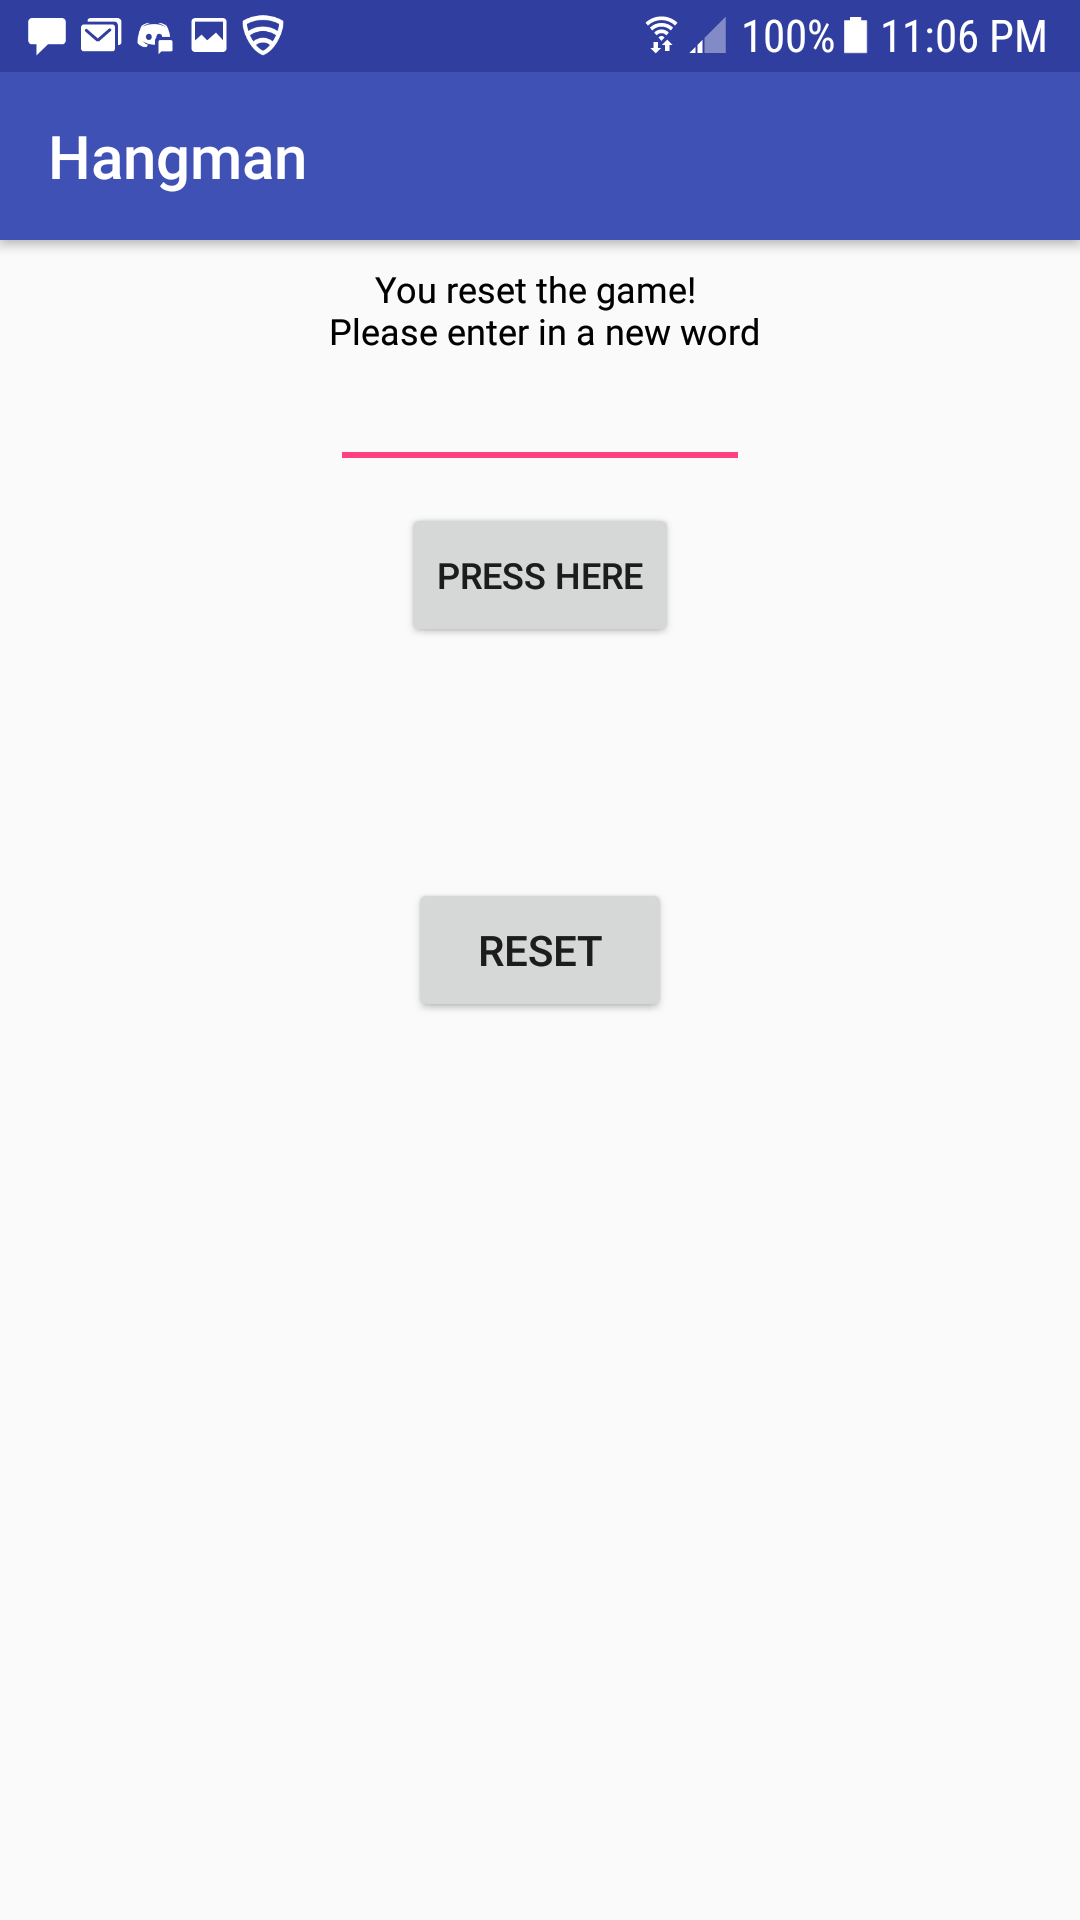 100% 11:06 PM
Hangman
You reset the game!
Please enter in a new word
PRESS HERE
RESET